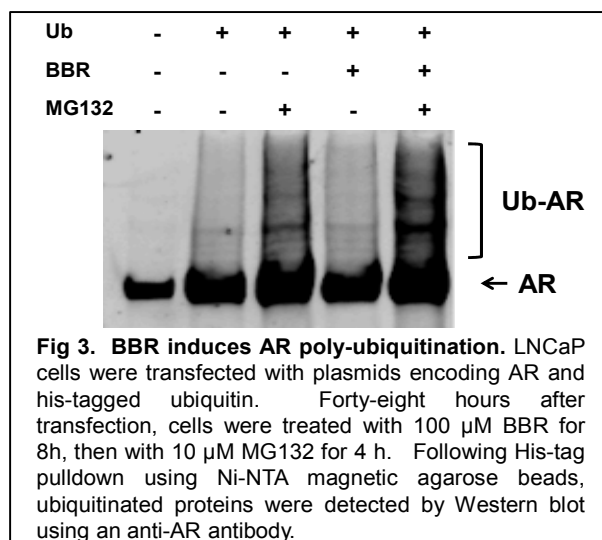 Ub - + + + +
BBR - - - + +
MG132 - - + - +
Ub-AR
← AR
Fig 3. BBR induces AR poly-ubiquitination. LNCaP
cells were transfected with plasmids encoding AR and
his-tagged ubiquitin. Forty-eight hours after
transfection, cells were treated with 100 µM BBR for
8h, then with 10 µM MG132 for 4 h. Following His-tag
pulldown using Ni-NTA magnetic agarose beads,
ubiquitinated proteins were detected by Western blot
using an anti-AR antibody.